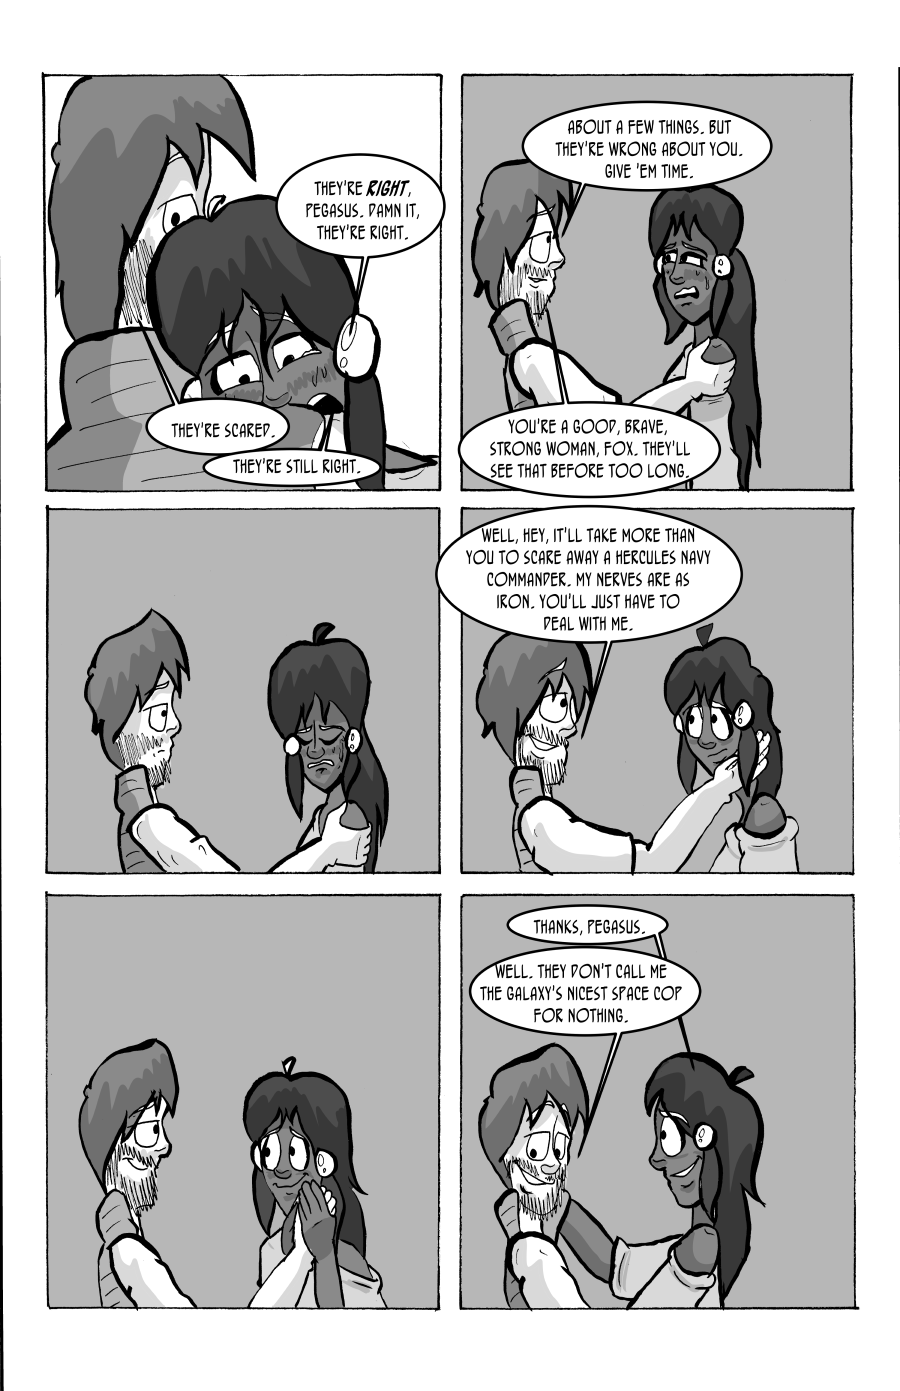 THEY'RE RIGHT,
PEGASUS. DAMN IT,
THEY'RE RIGHT.
THEY'RE SCARED.
THEY'RE STILL RIGHT.
ABOUT A FEW THINGS. BUT
THEY'RE WRONG ABOUT YOU.
GIVE 'EM TIME.
YOU'RE A GOOD, BRAVE,
STRONG WOMAN, FOX. THEY'LL
SEE THAT BEFORE TOO LONG.
WELL, HEY, IT'LL TAKE MORE THAN
YOU TO SCARE AWAY A HERCULES NAVY
COMMANDER. MY NERVES ARE AS
IRON. YOU'LL JUST HAVE TO
DEAL WITH ME.
THANKS, PEGASUS.
WELL. THEY DON'T CALL ME
THE GALAXY'S NICEST SPACE COP
FOR NOTHING.